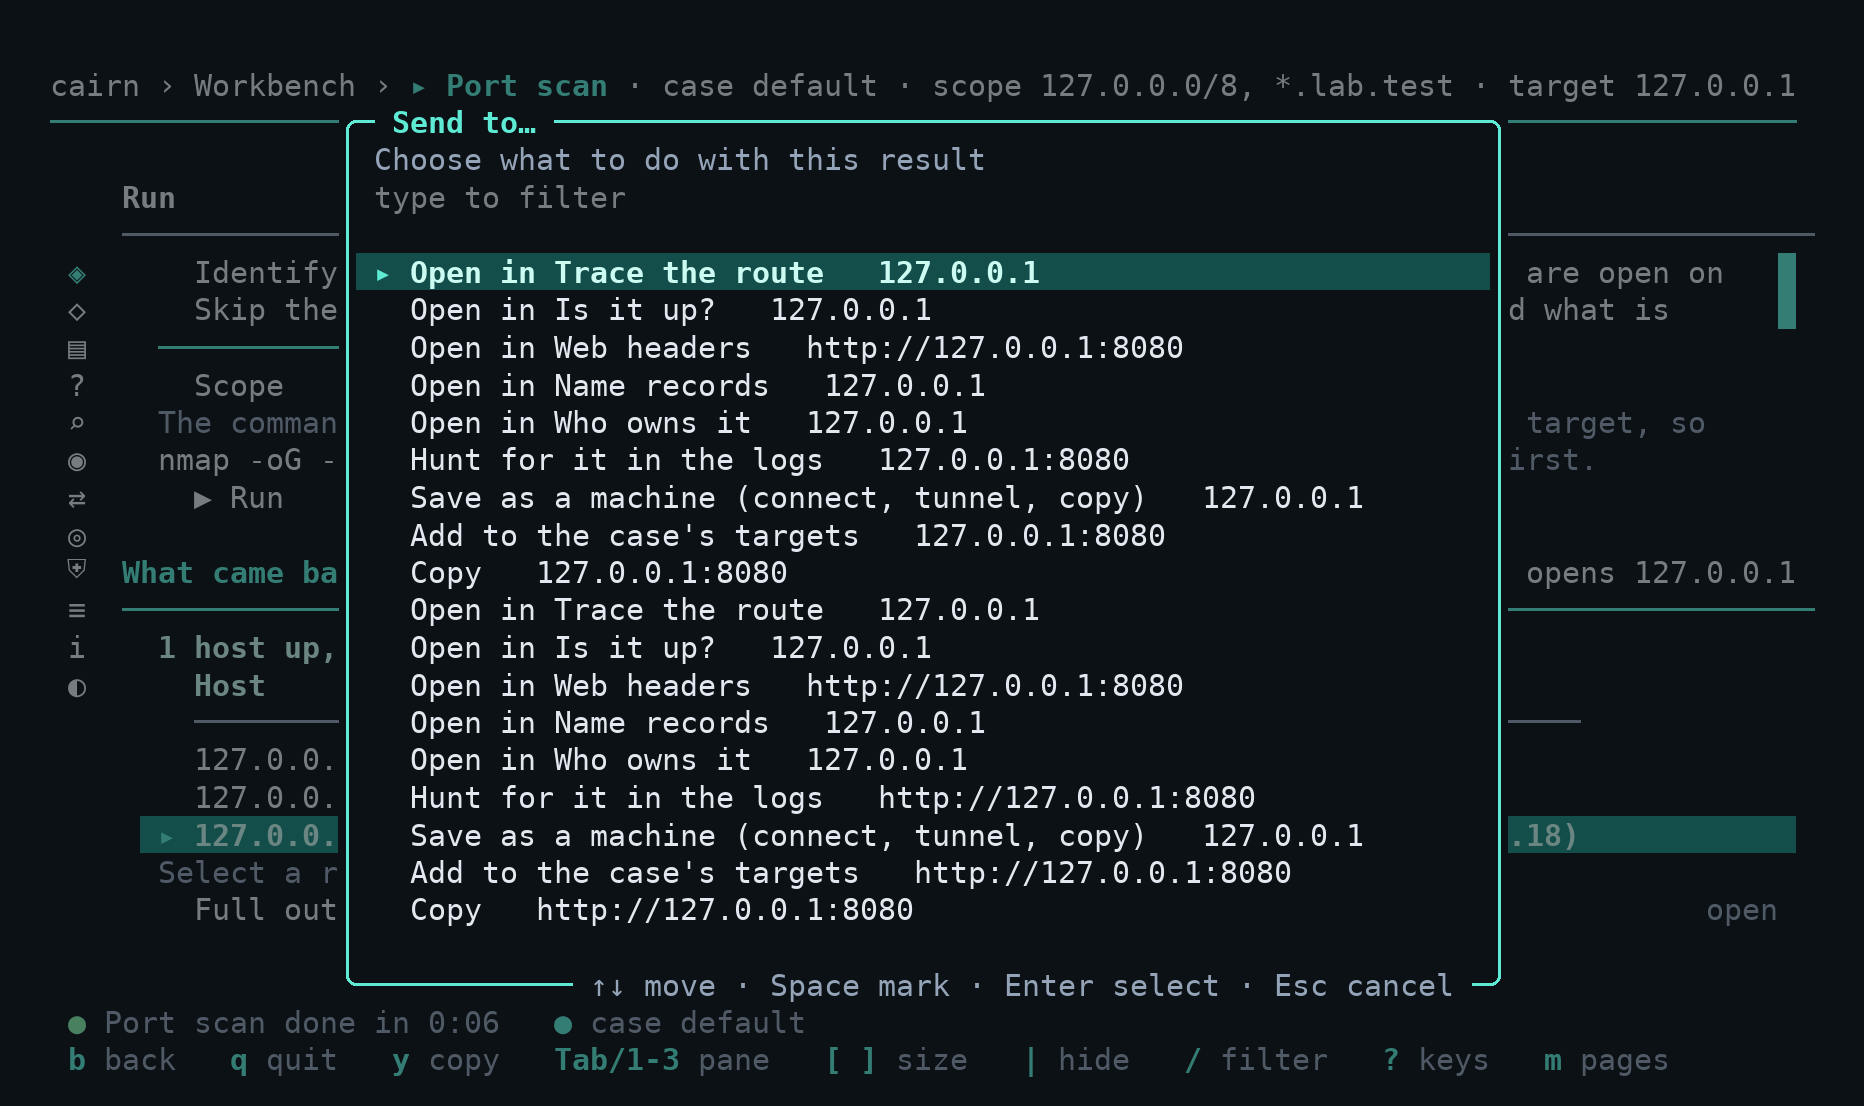 cairn › Workbench › ▸ Port scan · case default · scope 127.0.0.0/8, *.lab.test · target 127.0.0.1
Send to…
Choose what to do with this result
Run type to filter
Identify ▸ Open in Trace the route 127.0.0.1 are open on
Skip the Open in Is it up? 127.0.0.1 d what is
Open in Web headers http://127.0.0.1:8080
? Scope Open in Name records 127.0.0.1
The comman Open in Who owns it 127.0.0.1 target, so
nmap -oG - Hunt for it in the logs 127.0.0.1:8080 irst.
▶ Run Save as a machine (connect, tunnel, copy) 127.0.0.1
Add to the case's targets 127.0.0.1:8080
What came ba Copy 127.0.0.1:8080 opens 127.0.0.1
≡ Open in Trace the route 127.0.0.1
i 1 host up, Open in Is it up? 127.0.0.1
Host Open in Web headers http://127.0.0.1:8080
Open in Name records 127.0.0.1
127.0.0. Open in Who owns it 127.0.0.1
127.0.0. Hunt for it in the logs http://127.0.0.1:8080
▸ 127.0.0. Save as a machine (connect, tunnel, copy) 127.0.0.1 .18)
Select a r Add to the case's targets http://127.0.0.1:8080
Full out Copy http://127.0.0.1:8080 open
↑↓ move · Space mark · Enter select · Esc cancel
● Port scan done in 0:06 ● case default
b back q quit y copy Tab/1-3 pane [ ] size | hide / filter ? keys m pages